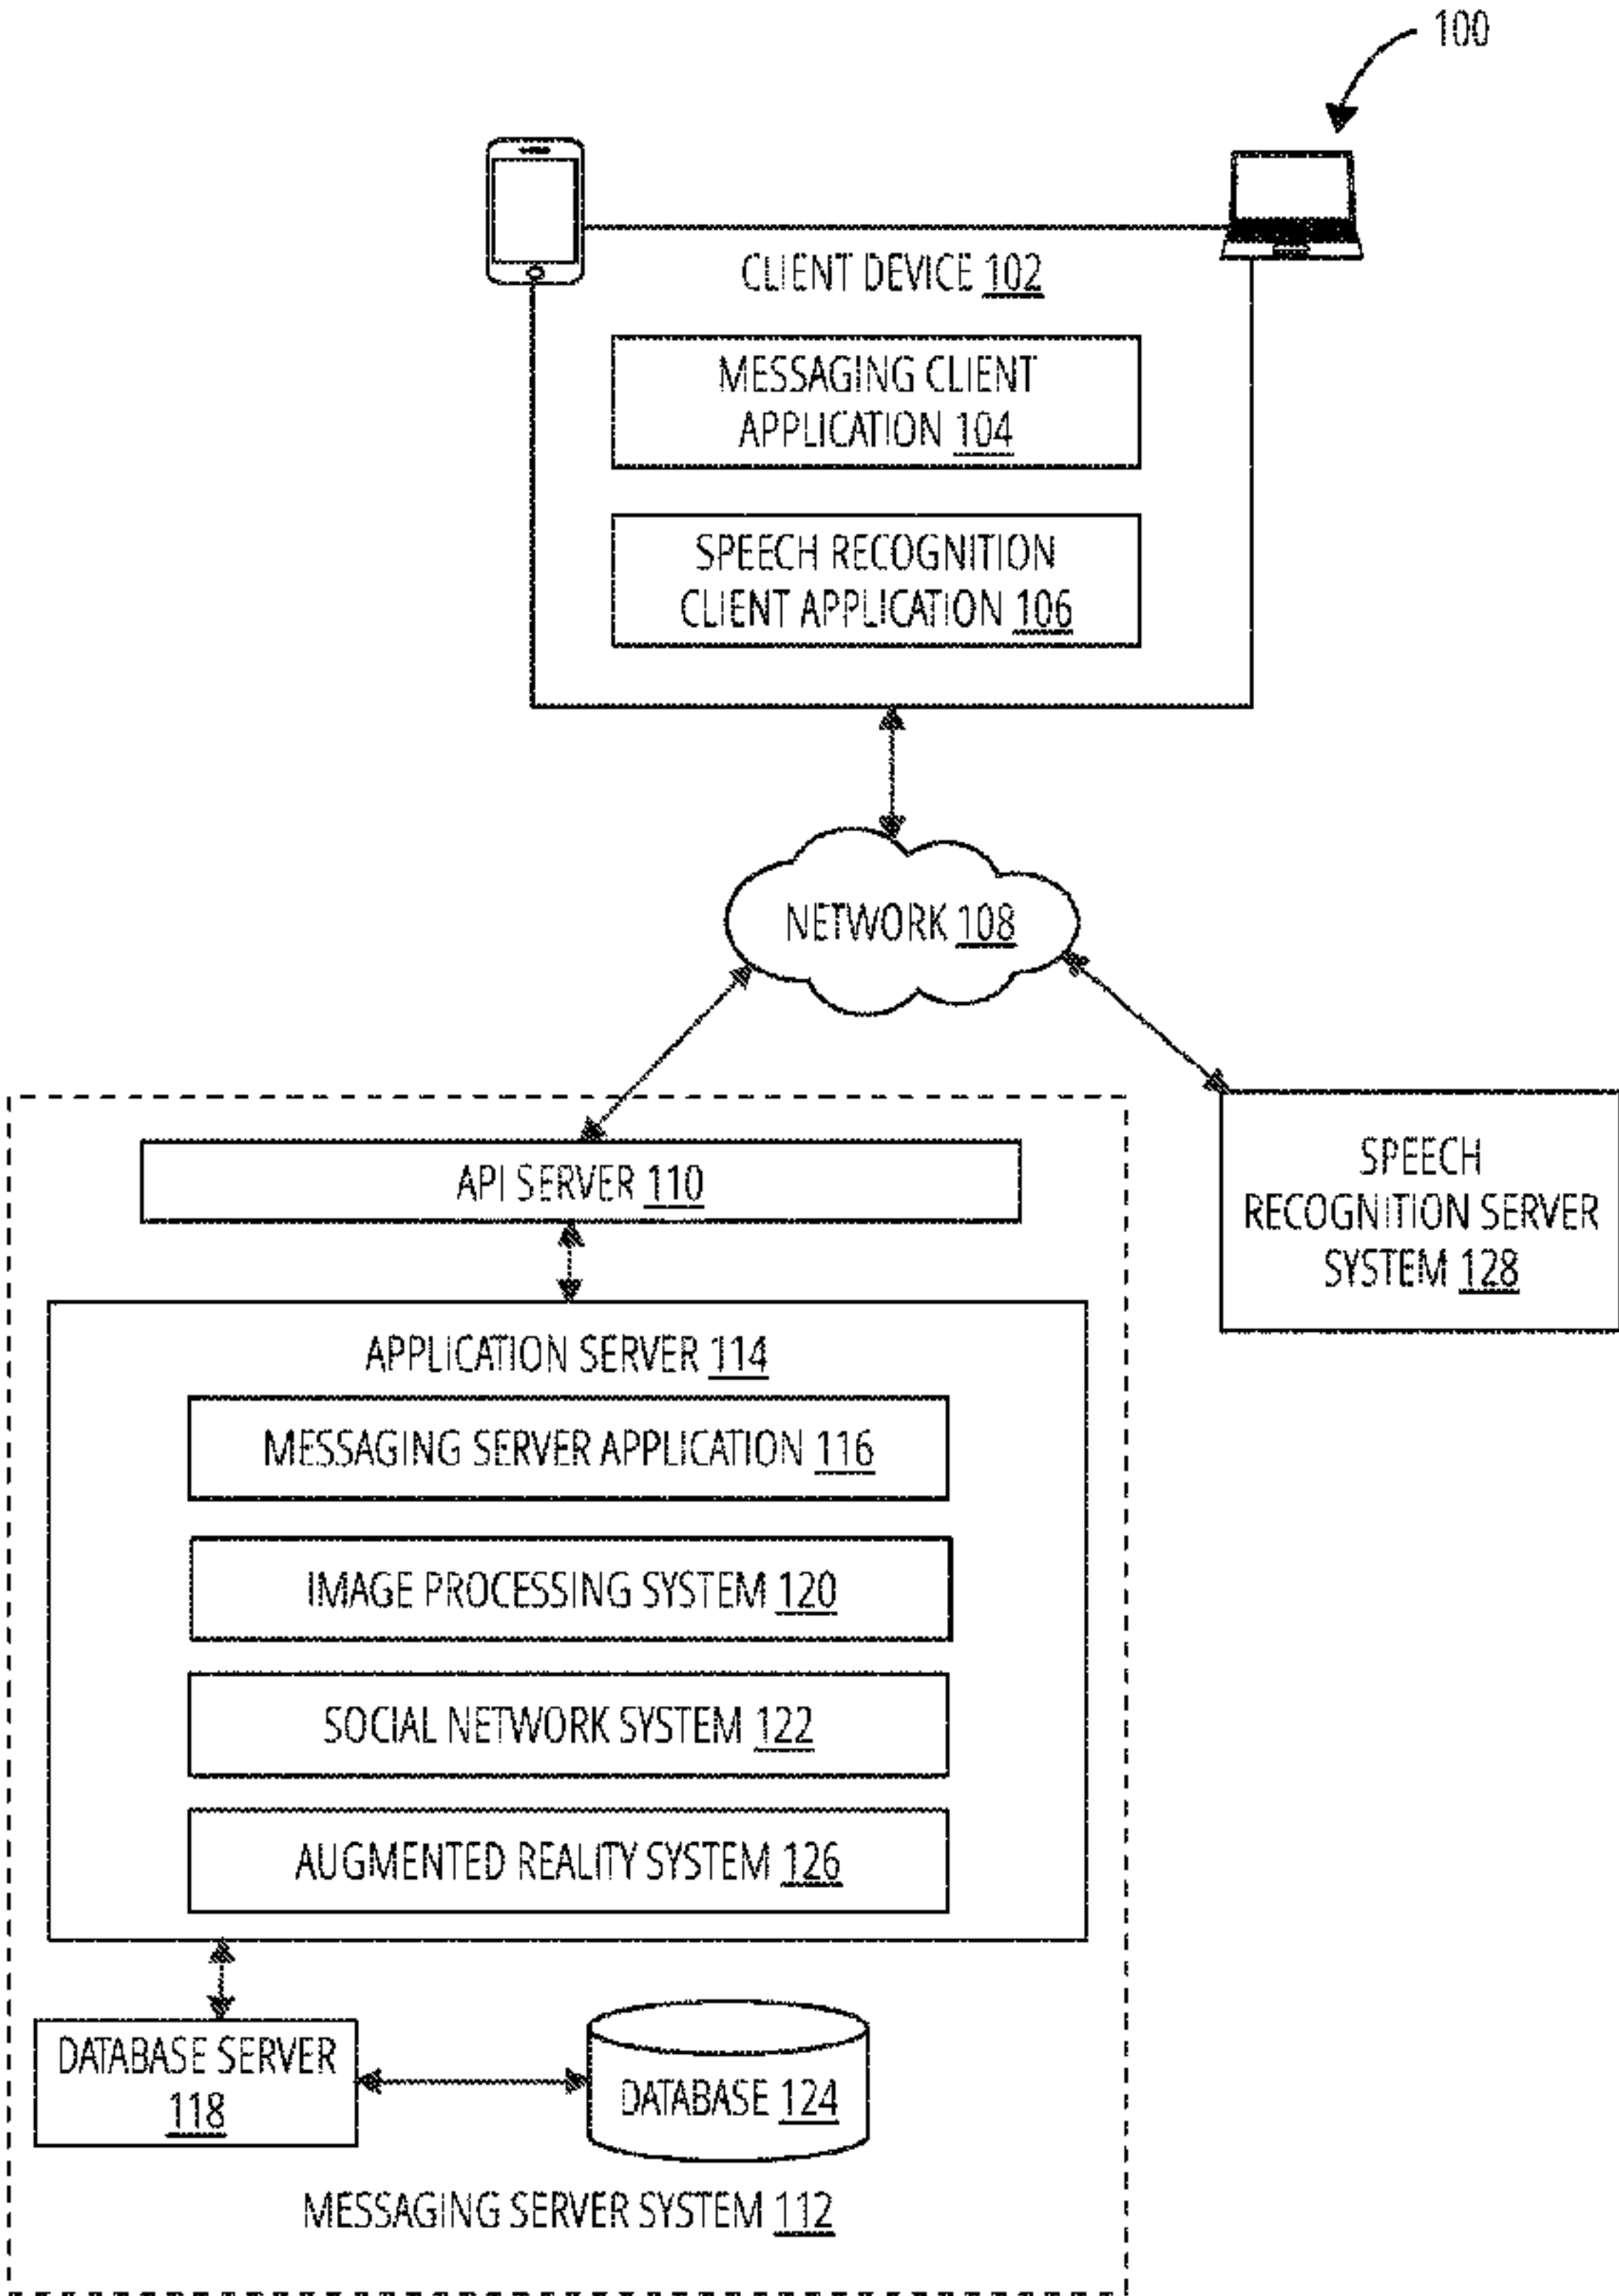 100
CLIENT DEVICE 102
MESSAGING CLIENT
APPLICATION 104
SPEECH RECOGNITION
CLIENT APPLICATION 106
NETWORK 108
API SERVER 110
SPEECH
RECOGNITION SERVER
SYSTEM 128
APPLICATION SERVER 114
MESSAGING SERVER APPLICATION 116
IMAGE PROCESSING SYSTEM 120
SOCIAL NETWORK SYSTEM 122
AUGMENTED REALITY SYSTEM 126
DATABASE SERVER
118
DATABASE 124
MESSAGING SERVER SYSTEM 112